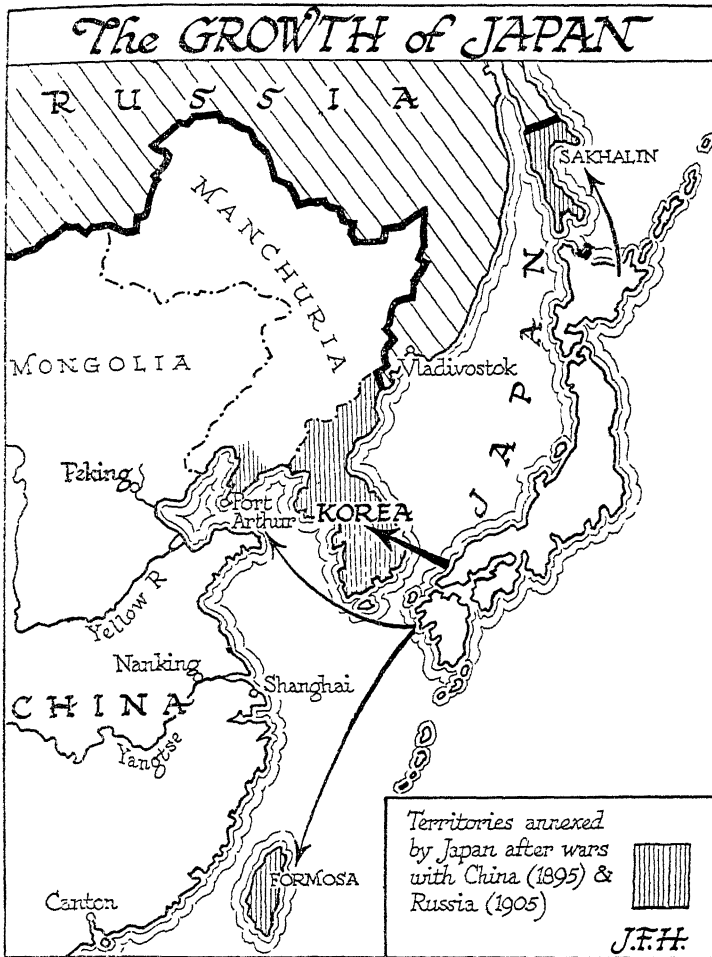 The GROWTH of JAPAN
RUSSIA
SAKHALIN
MANCHURIA
MONGOLIA
Vladivostok
JAPAN
Peking
Port
Arthur
KOREA
Yellow R
Nanking
Shanghai
CHINA
Yangtse
FORMOSA
Canton
Territories annexed
by Japan after wars
with China (1895) &
Russia (1905)
J.F.H.